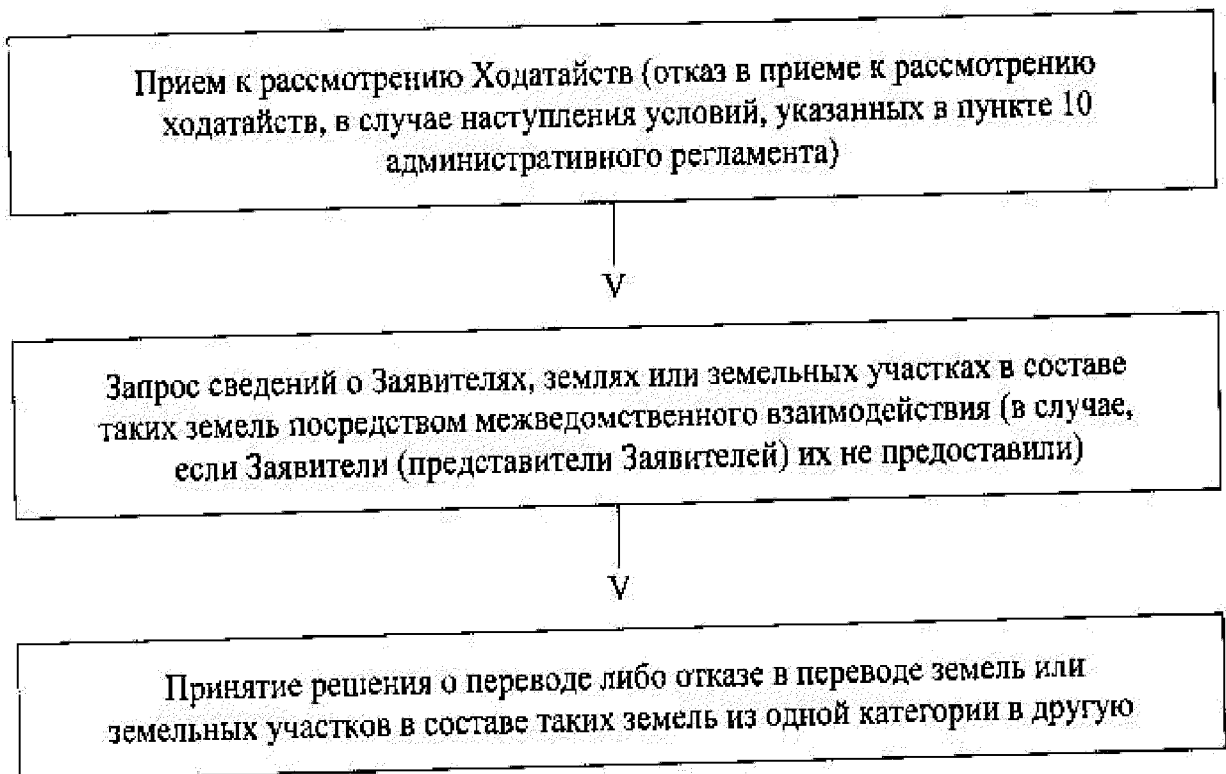 Прием к рассмотрению Ходатайств (отказ в приеме к рассмотрению
ходатайств, в случае наступления условий, указанных в пункте 10
административного регламента)
V
Запрос сведений о Заявителях, землях или земельных участках в составе
таких земель посредством межведомственного взаимодействия (в случае,
если Заявители (представители Заявителей) их не предоставили)
V
Принятие решения о переводе либо отказе в переводе земель или
земельных участков в составе таких земель из одной категории в другую